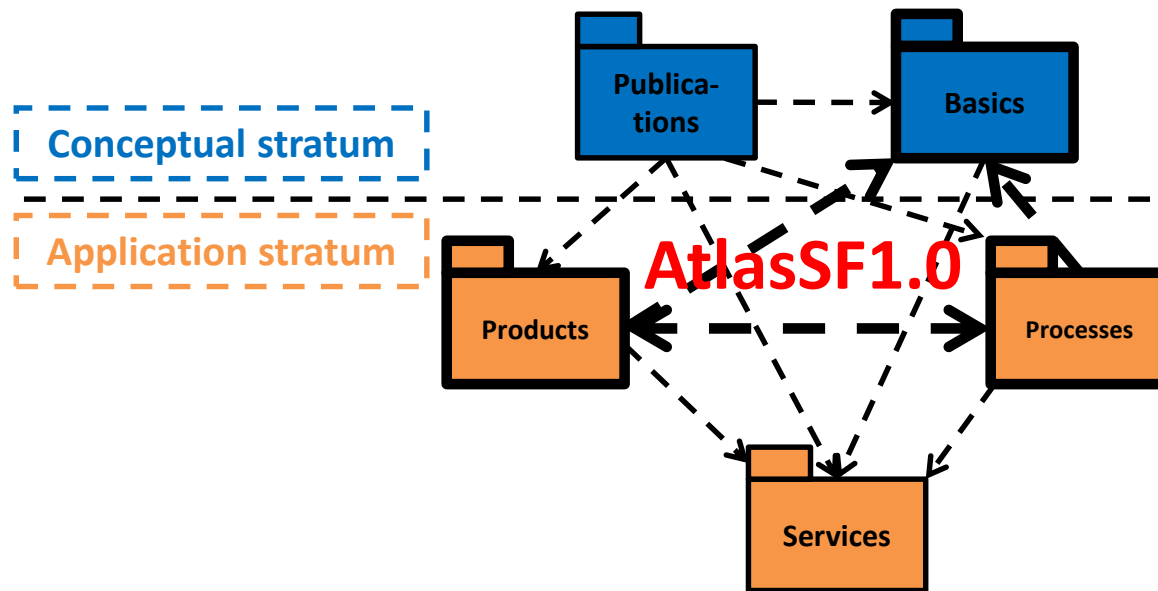 Publica-
tions
Basics
Conceptual stratum
Application stratum
AtlasSF1.0
Products
Processes
Services